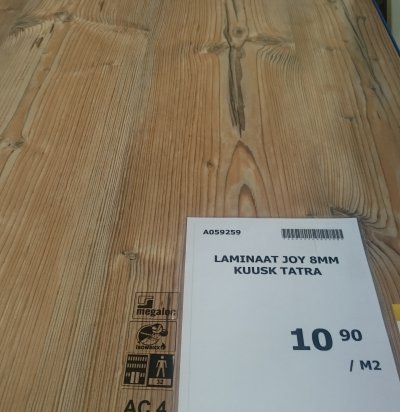 A059259
LAMINAAT JOY 8MM
KUUSK TATRA
10 90
/ M2
megaloc
32
AC 4